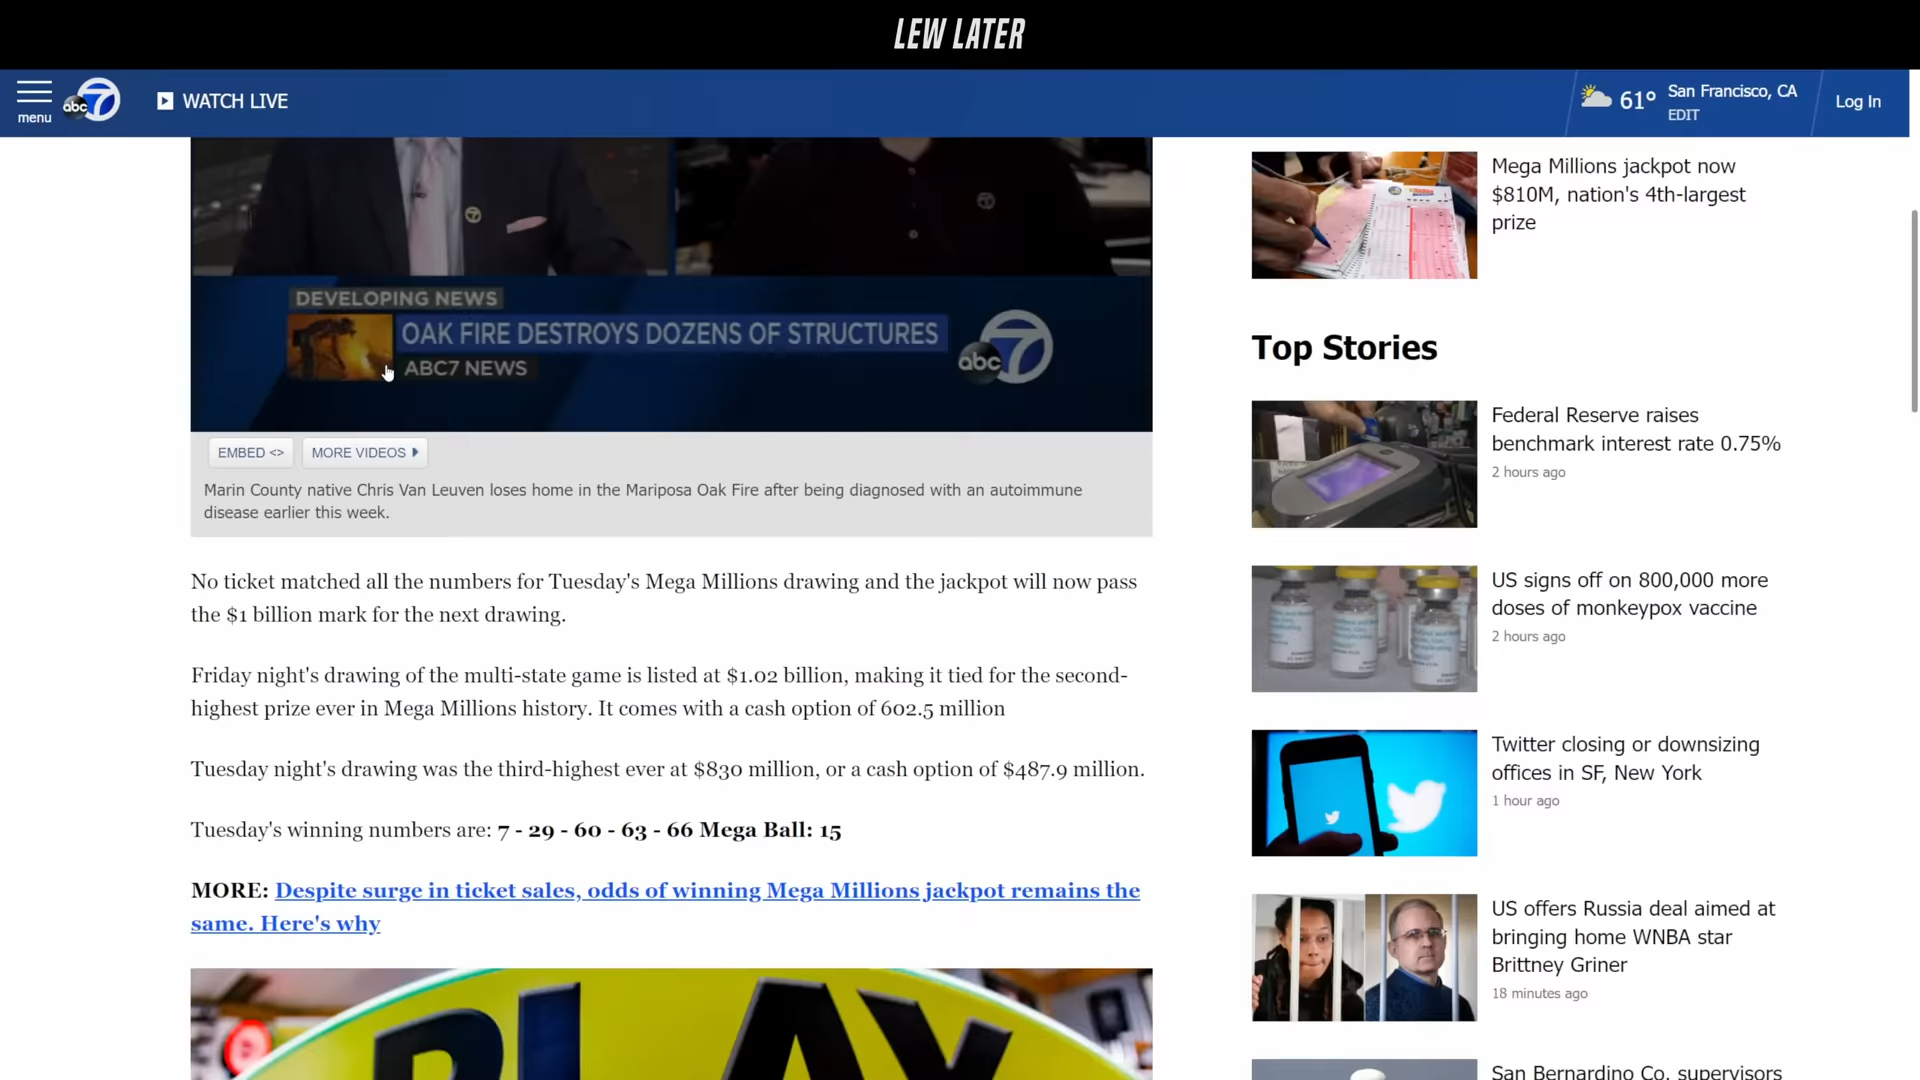 LEW LATER
menu
abc 7
WATCH LIVE
61°
San Francisco, CA
EDIT
Log In
DEVELOPING NEWS
OAK FIRE DESTROYS DOZENS OF STRUCTURES
ABC7 NEWS
abc 7
EMBED <>
MORE VIDEOS
Marin County native Chris Van Leuven loses home in the Mariposa Oak Fire after being diagnosed with an autoimmune
disease earlier this week.
No ticket matched all the numbers for Tuesday's Mega Millions drawing and the jackpot will now pass
the $1 billion mark for the next drawing.
Friday night's drawing of the multi-state game is listed at $1.02 billion, making it tied for the second-
highest prize ever in Mega Millions history. It comes with a cash option of 602.5 million
Tuesday night's drawing was the third-highest ever at $830 million, or a cash option of $487.9 million.
Tuesday's winning numbers are: 7 - 29 - 60 - 63 - 66 Mega Ball: 15
MORE: Despite surge in ticket sales, odds of winning Mega Millions jackpot remains the
same. Here's why
PLAY
Mega Millions jackpot now
$810M, nation's 4th-largest
prize
Top Stories
Federal Reserve raises
benchmark interest rate 0.75%
2 hours ago
US signs off on 800,000 more
doses of monkeypox vaccine
2 hours ago
Twitter closing or downsizing
offices in SF, New York
1 hour ago
US offers Russia deal aimed at
bringing home WNBA star
Brittney Griner
18 minutes ago
San Bernardino Co. supervisors